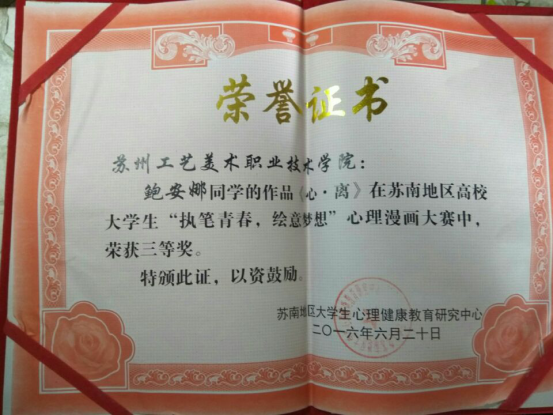 荣誉证书
苏州工艺美术职业技术学院：
鲍安娜同学的作品《心·离》在苏南地区高校
大学生“执笔青春，绘意梦想”心理漫画大赛中，
荣获三等奖。
特颁此证，以资鼓励。
苏南地区大学生心理健康教育研究中心
二〇一六年六月二十日